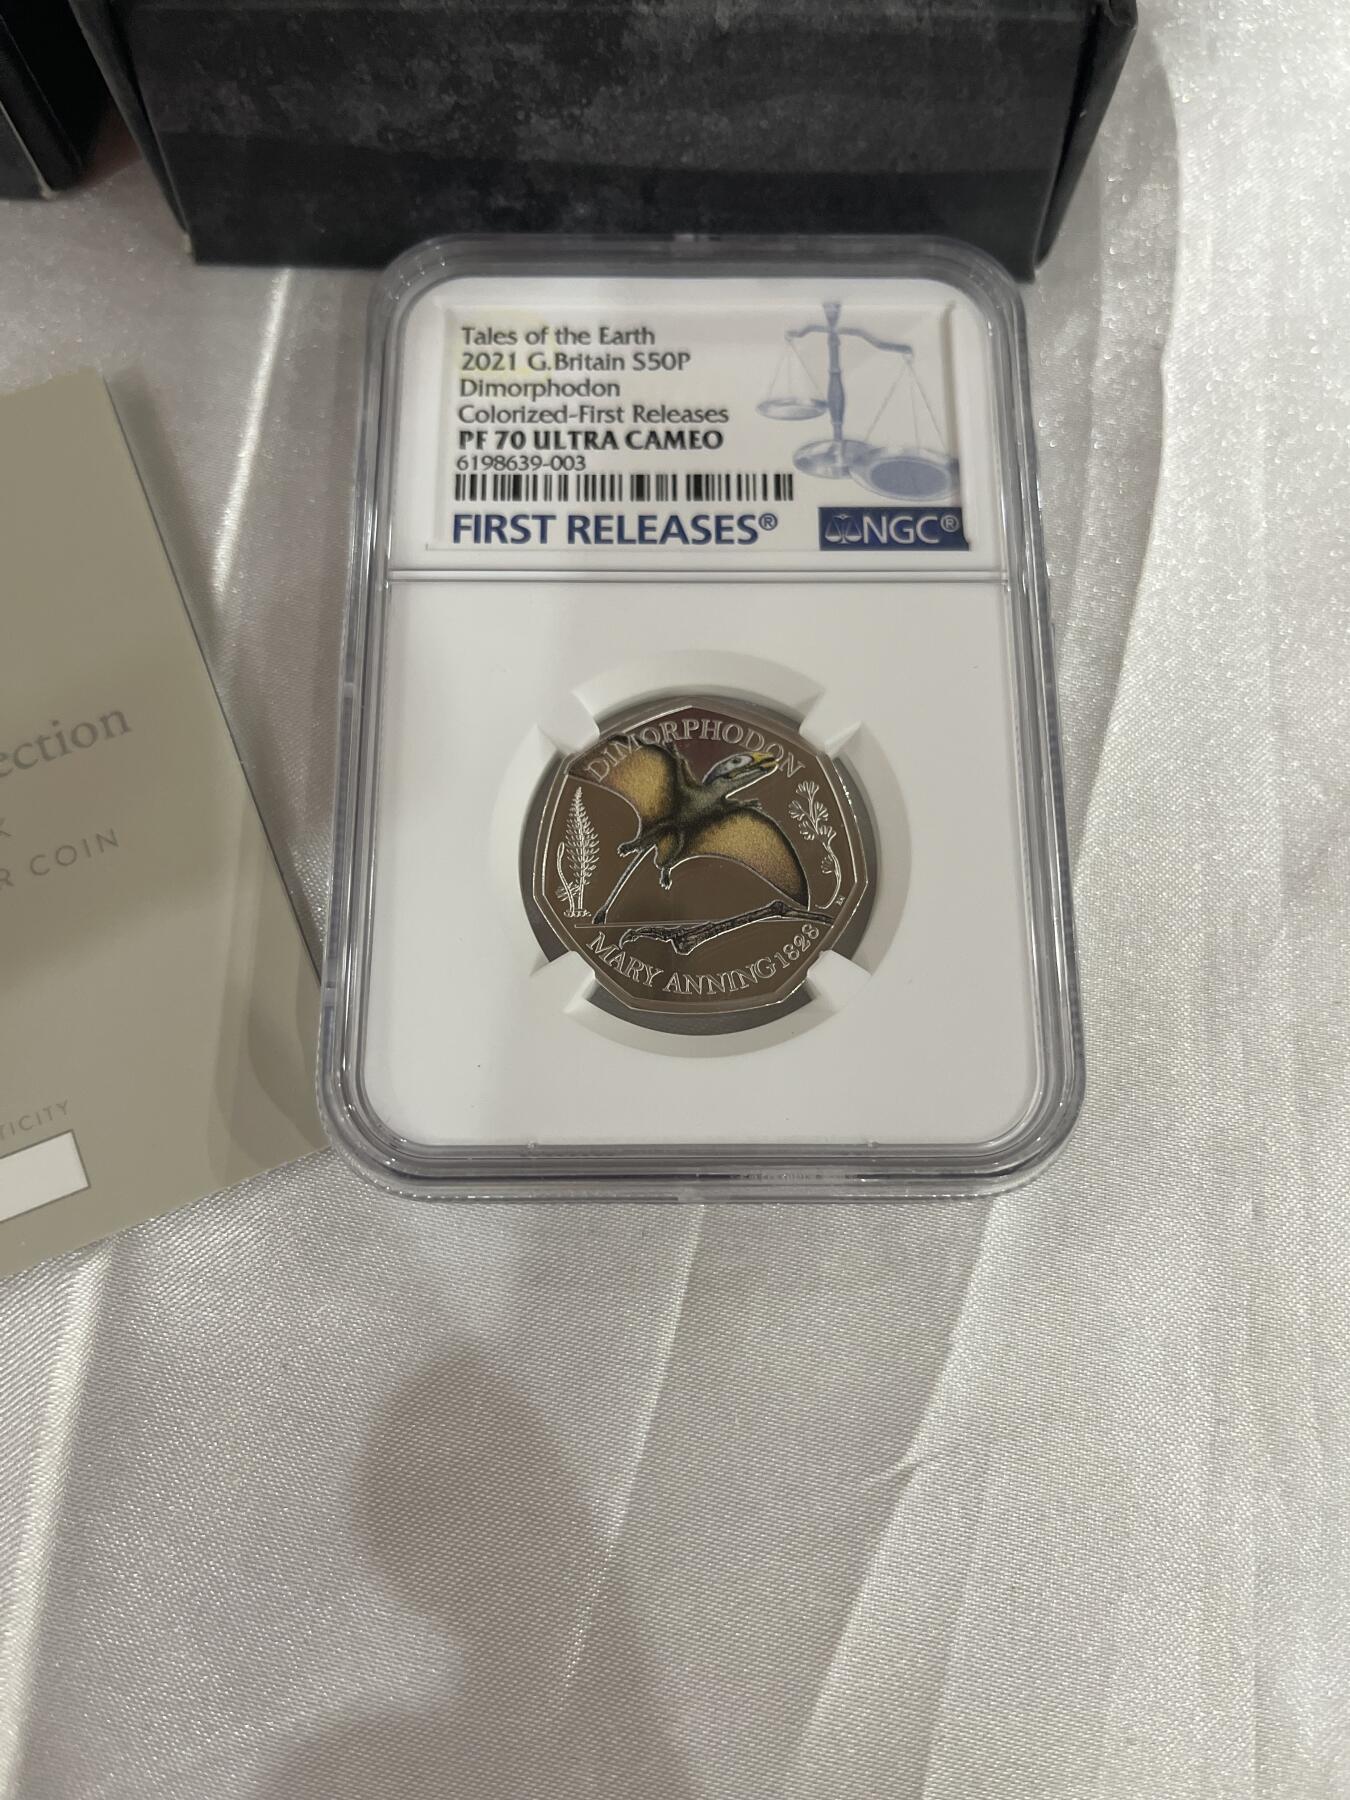 Tales of the Earth
2021 G.Britain S50P
Dimorphodon
Colorized-First Releases
PF 70 ULTRA CAMEO
6198639-003
FIRST RELEASES®
NGC®
DIMORPHODON
MARY ANNING 1828
ection
R COIN
TICITY